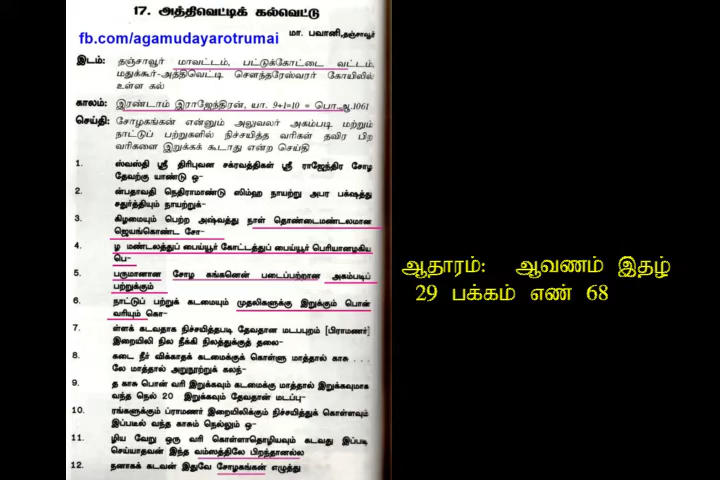 17. அத்திவெட்டிக் கல்வெட்டு
fb.com/agamudayarotrumai
மா. பவானி,தஞ்சாவூர்
இடம்: தஞ்சாவூர் மாவட்டம், பட்டுக்கோட்டை வட்டம்,
மதுக்கூர்-அத்திவெட்டி சௌந்தரேஸ்வரர் கோயிலில்
உள்ள கல்
காலம்: இரண்டாம் இராஜேந்திரன், யா. 9+1=10 = பொ.ஆ.1061
செய்தி: சோழகங்கன் என்னும் அலுவலர் அகம்படி மற்றும்
நாட்டுப் பற்றுகளில் நிச்சயித்த வரிகள் தவிர பிற
வரிகளை இறுக்கக் கூடாது என்ற செய்தி
1. ஸ்வஸ்தி ஸ்ரீ திரிபுவன சக்ரவத்திகள் ஸ்ரீ ராஜேந்திர சோழ
தேவற்கு யாண்டு ஒ-
2. ன்பதாவதி நெதிராமாண்டு ஸிம்ஹ நாயற்று அபர பக்ஷத்து
சதுர்த்தியும் நாயற்றுக்-
3. கிழமையும் பெற்ற அஷ்வத்து நாள் தொண்டைமண்டலமான
ஜெயங்கொண்ட சோ-
4. ழ மண்டலத்துப் பையூர் கோட்டத்துப் பையூர் பெரியானழகிய
பெ-
5. பருமானான சோழ கங்கனென் படைப்பற்றான அகம்படிப்
பற்றுக்கும்
6. நாட்டுப் பற்றுக் கடமையும் முதலிகளுக்கு இறுக்கும் பொன்
வரியும் கொ-
7. ள்ளக் கடவதாக நிச்சயித்தபடி தேவதான மடபபுறம் [பிராமணர்]
இறையிலி நில நீக்கி நிலத்துக்குத் தலை-
8. கடை நீர் விக்காதக் கடமைக்குக் கொள்ளு மாத்தால் காசு . . .
லே மாத்தால் அறுநூற்றுக் கலந்-
9. த காசு பொன் வரி இறுக்கவும் கடமைக்கு மாத்தால் இறுக்கவுமாக
வந்த நெல் 20 இறுக்கவும் தேவதான் மடப்பு-
10. ரங்களுக்கும் ப்ராமணர் இறையிலிக்கும் நிச்சயித்துக் கொள்ளவும்
இப்படில் வந்த காசும் நெல்லும் ஒ-
11. ழிய வேறு ஒரு வரி கொள்ளாதொழியவும் கடவது இப்படி
செய்யாதவன் இந்த வம்ஸத்திலே பிறந்தானல்ல
12. தனாகக் கடவன் இதுவே சோழகங்கன் எழுத்து
ஆதாரம்: ஆவணம் இதழ்
29 பக்கம் எண் 68